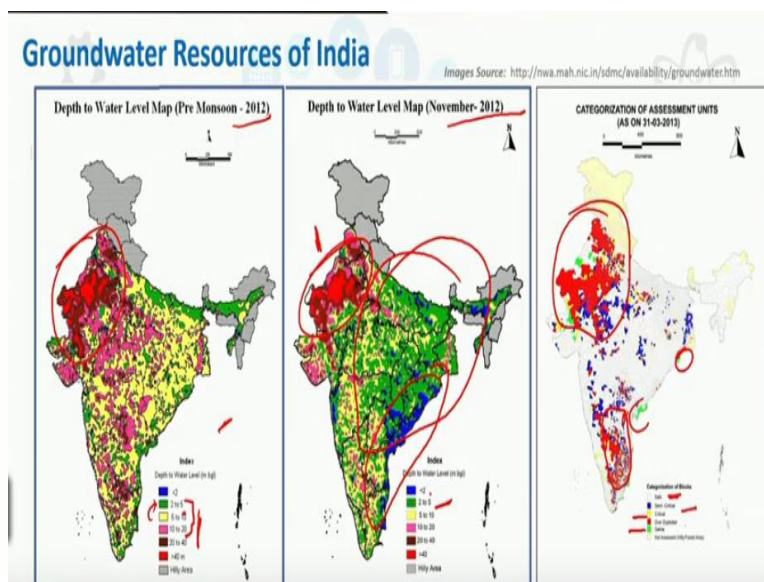 Groundwater Resources of India
Images Source: http://nwa.mah.nic.in/sdmc/availability/groundwater.htm
Depth to Water Level Map (Pre Monsoon - 2012)
Index
Depth to Water Level (m bgl)
<2
2 to 5
5 to 10
10 to 20
20 to 40
>40 m
Hilly Area
Depth to Water Level Map (November- 2012)
N
Index
Depth to Water Level (m bgl)
<2
2 to 5
5 to 10
10 to 20
20 to 40
>40
Hilly Area
CATEGORIZATION OF ASSESSMENT UNITS
(AS ON 31-03-2013)
N
Categorization of Blocks
Safe
Semi Critical
Critical
Over Exploited
Saline